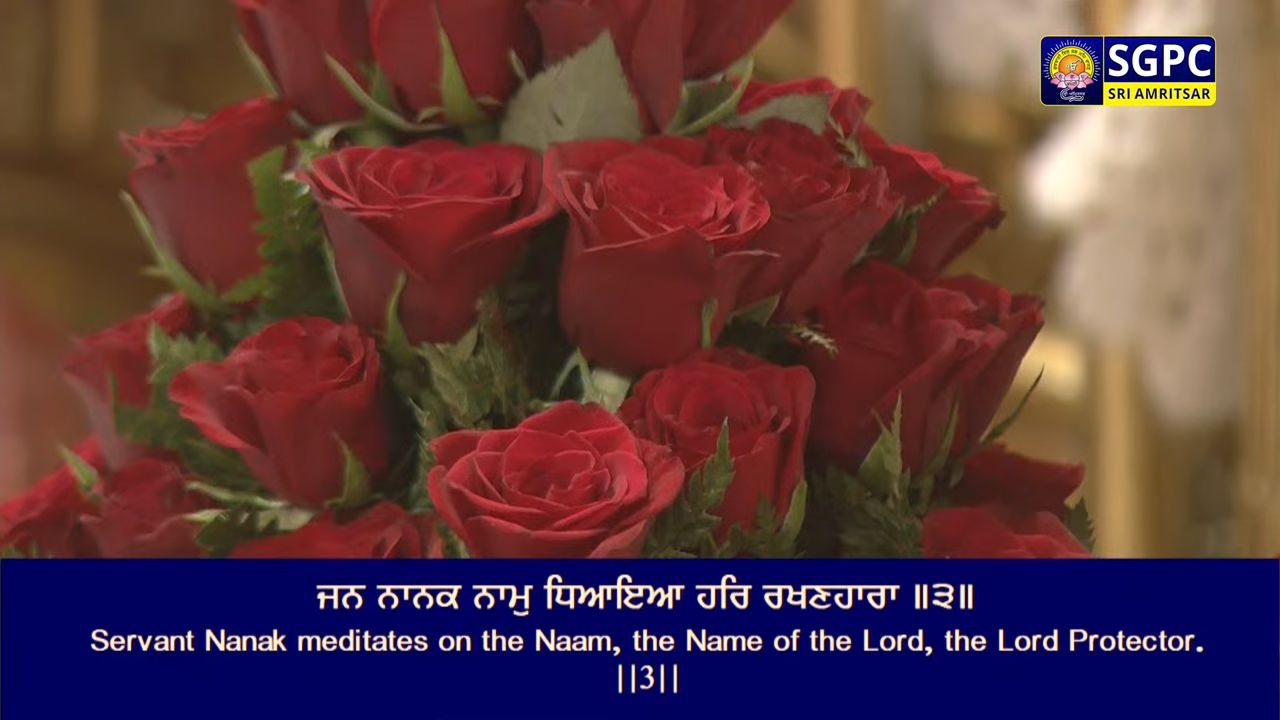 SGPC
SRI AMRITSAR
ਜਨ ਨਾਨਕ ਨਾਮੁ ਧਿਆਇਆ ਹਰਿ ਰਖਣਹਾਰਾ ॥੩॥
Servant Nanak meditates on the Naam, the Name of the Lord, the Lord Protector.
||3||